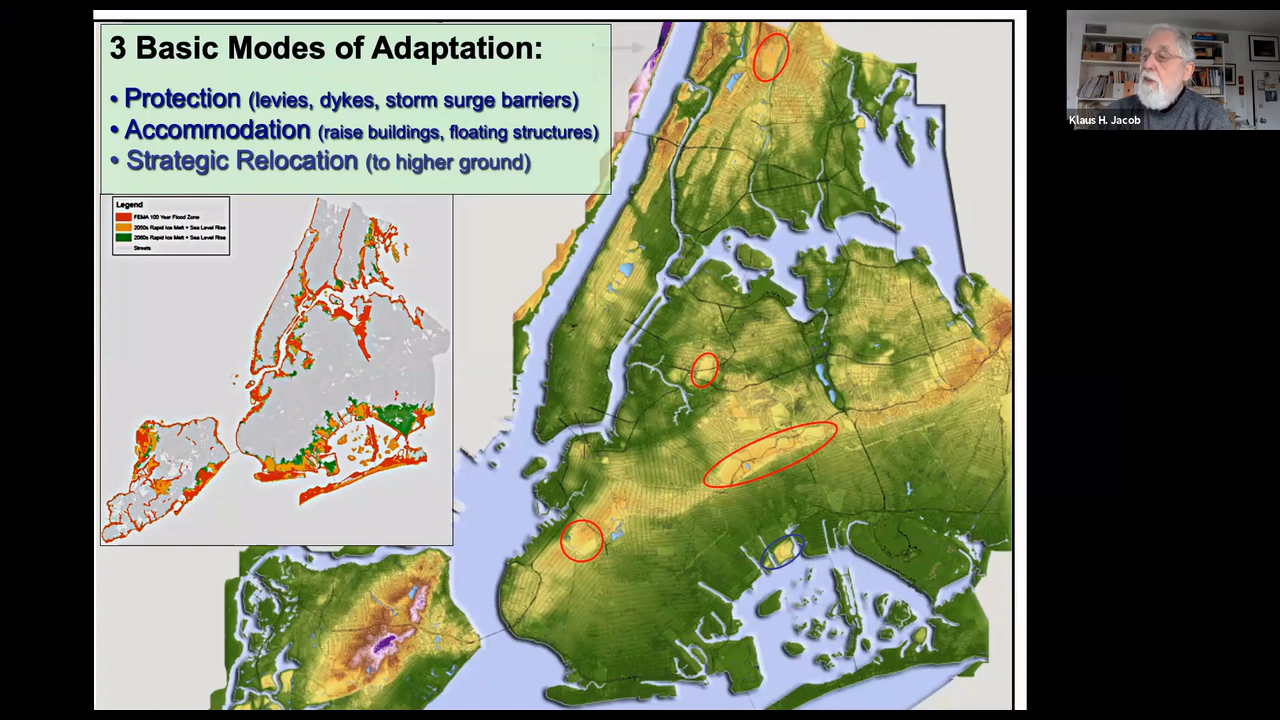 3 Basic Modes of Adaptation:
• Protection (levies, dykes, storm surge barriers)
• Accommodation (raise buildings, floating structures)
• Strategic Relocation (to higher ground)
Legend
FEMA 100 Year Flood Zone
2050s Rapid Ice Melt + Sea Level Rise
2080s Rapid Ice Melt + Sea Level Rise
Streets
Klaus H. Jacob